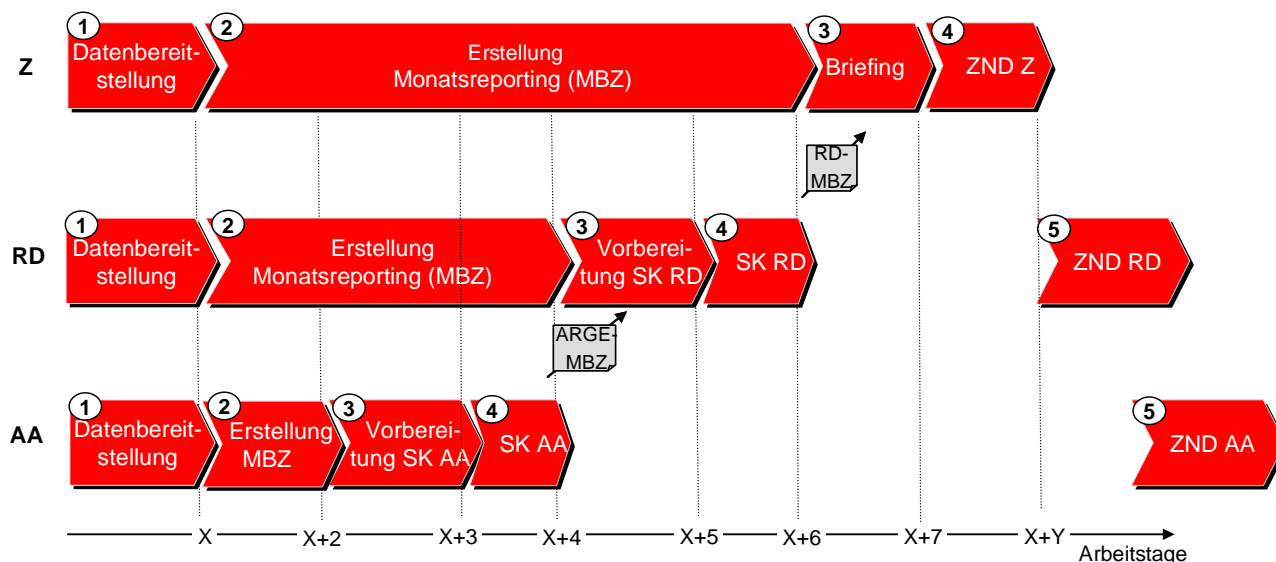 1
Datenbereit-
stellung
2
Erstellung
Monatsreporting (MBZ)
3
Briefing
4
ZND Z
Z
RD-
MBZ
1
Datenbereit-
stellung
2
Erstellung
Monatsreporting (MBZ)
3
Vorberei-
tung SK RD
4
SK RD
5
ZND RD
RD
ARGE-
MBZ
1
Datenbereit-
stellung
2
Erstellung
MBZ
3
Vorberei-
tung SK AA
4
SK AA
5
ZND AA
AA
X X+2 X+3 X+4 X+5 X+6 X+7 X+Y
Arbeitstage